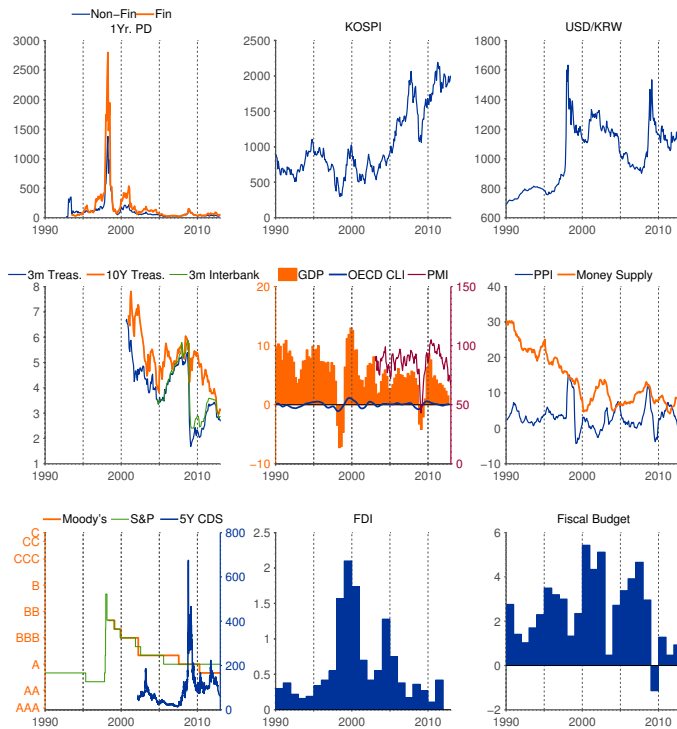 Non-Fin Fin
1Yr. PD
3000
2500
2000
1500
1000
500
0
1990 2000 2010
KOSPI
2500
2000
1500
1000
500
0
1990 2000 2010
USD/KRW
1800
1600
1400
1200
1000
800
600
1990 2000 2010
3m Treas. 10Y Treas. 3m Interbank
8
7
6
5
4
3
2
1
1990 2000 2010
GDP OECD CLI PMI
20 150
10 100
0 50
−10 0
1990 2000 2010
PPI Money Supply
40
30
20
10
0
−10
1990 2000 2010
Moody's S&P 5Y CDS
C 800
CC
CCC
600
B
BB 400
BBB
A 200
AA
AAA 0
1990 2000 2010
FDI
2.5
2
1.5
1
0.5
0
1990 2000 2010
Fiscal Budget
6
4
2
0
−2
1990 2000 2010